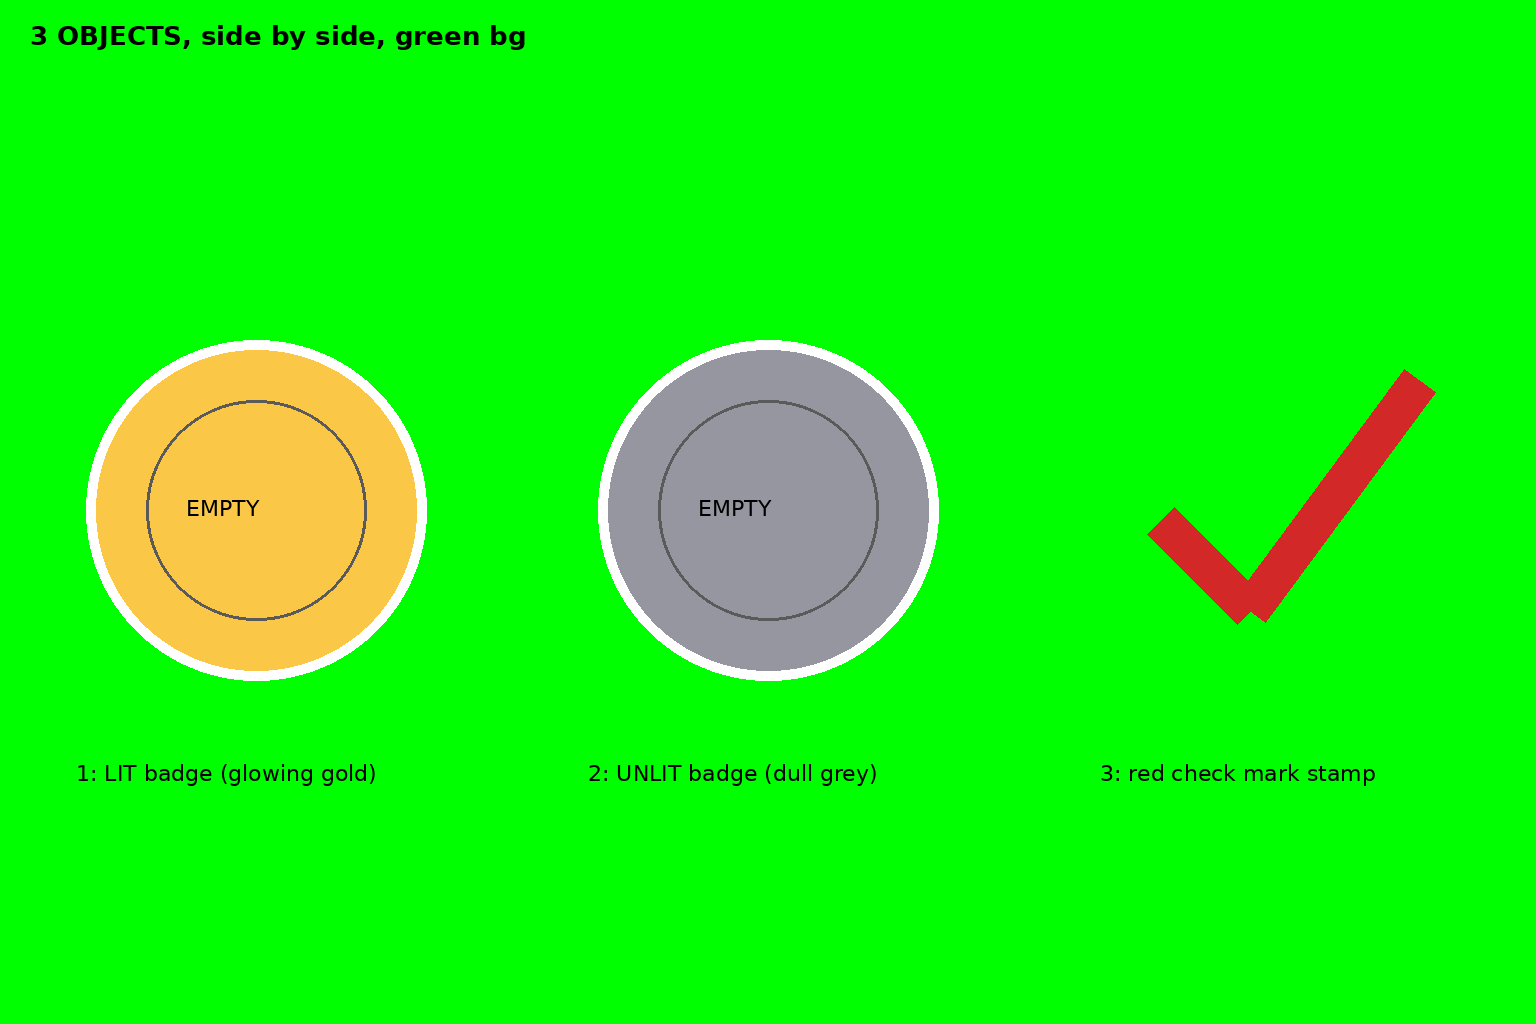 3 OBJECTS, side by side, green bg
EMPTY
EMPTY
1: LIT badge (glowing gold)
2: UNLIT badge (dull grey)
3: red check mark stamp